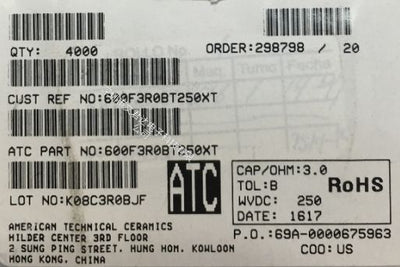 QTY: 4000
ORDER:298798 / 20
CUST REF NO:600F3R0BT250XT
ATC PART NO:600F3R0BT250XT
LOT NO:K08C3R0BJF
ATC
CAP/OHM:3.0
TOL:B
RoHS
WVDC: 250
DATE: 1617
P.O.:69A-0000675963
COO:US
AMERICAN TECHNICAL CERAMICS
HILDER CENTER 3RD FLOOR
2 SUNG PING STREET. HUNG HOM. KOWLOON
HONG KONG. CHINA